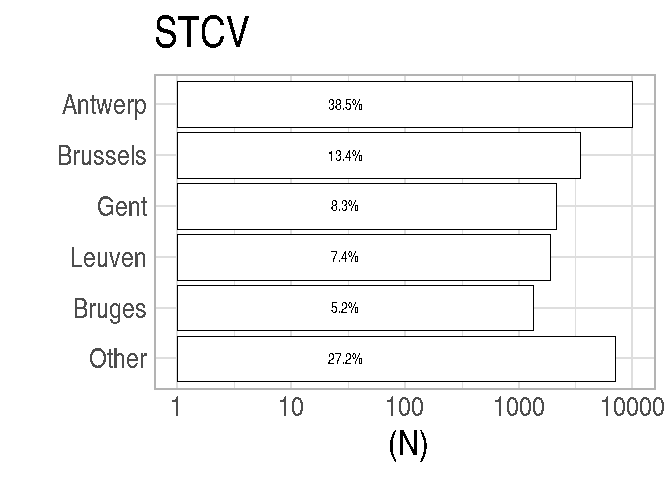 STCV
Antwerp 38.5%
Brussels 13.4%
Gent 8.3%
Leuven 7.4%
Bruges 5.2%
Other 27.2%
1 10 100 1000 10000
(N)